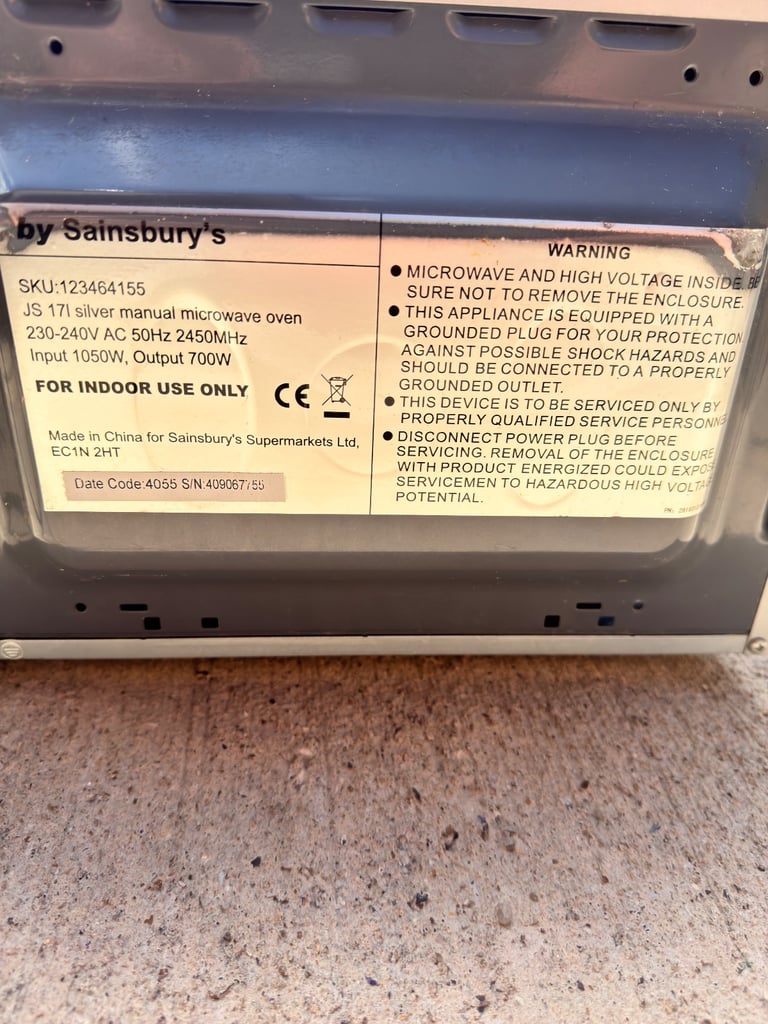 by Sainsbury's
SKU:123464155
JS 17l silver manual microwave oven
230-240V AC 50Hz 2450MHz
Input 1050W, Output 700W
FOR INDOOR USE ONLY
CE
Made in China for Sainsbury's Supermarkets Ltd,
EC1N 2HT
Date Code:4055 S/N:409067755
WARNING
● MICROWAVE AND HIGH VOLTAGE INSIDE. BE
SURE NOT TO REMOVE THE ENCLOSURE.
● THIS APPLIANCE IS EQUIPPED WITH A
GROUNDED PLUG FOR YOUR PROTECTION
AGAINST POSSIBLE SHOCK HAZARDS AND
SHOULD BE CONNECTED TO A PROPERLY
GROUNDED OUTLET.
● THIS DEVICE IS TO BE SERVICED ONLY BY
PROPERLY QUALIFIED SERVICE PERSONNE
● DISCONNECT POWER PLUG BEFORE
SERVICING. REMOVAL OF THE ENCLOSURE
WITH PRODUCT ENERGIZED COULD EXPOS
SERVICEMEN TO HAZARDOUS HIGH VOLTAG
POTENTIAL.
PN: